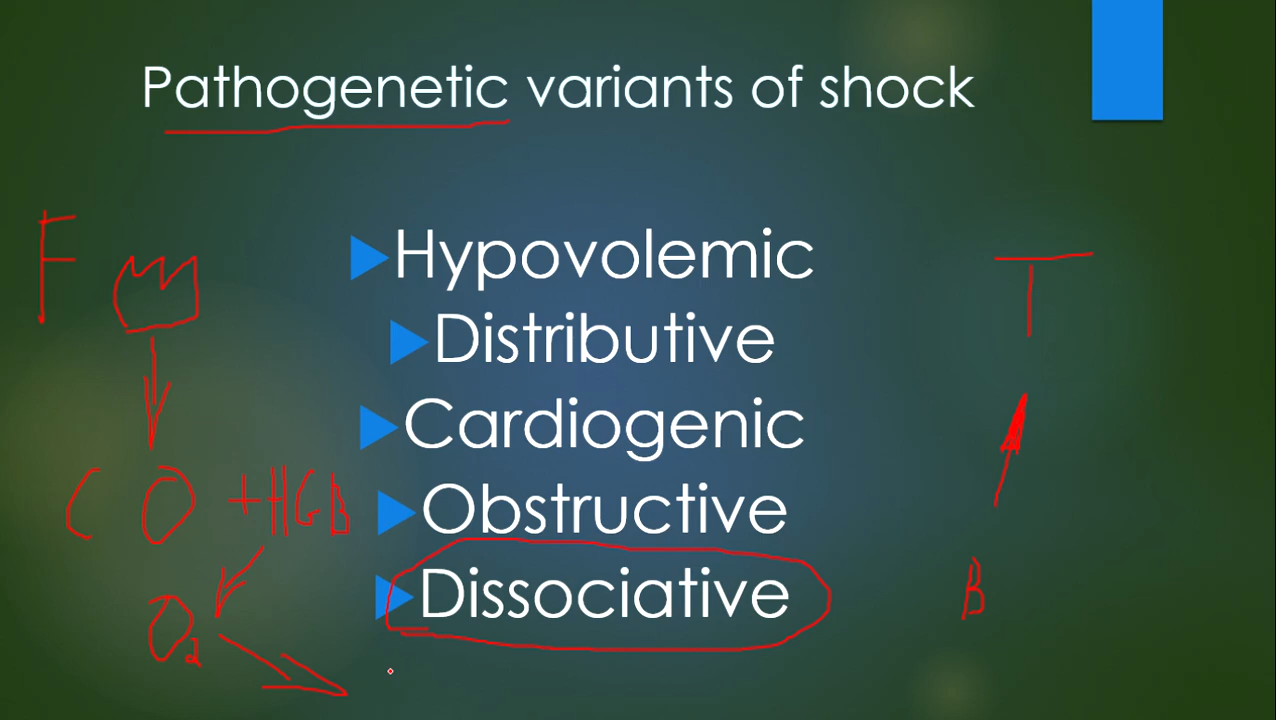 Pathogenetic variants of shock
F
T
Hypovolemic
Distributive
Cardiogenic
CO +HGB
Obstructive
Dissociative
B
O2